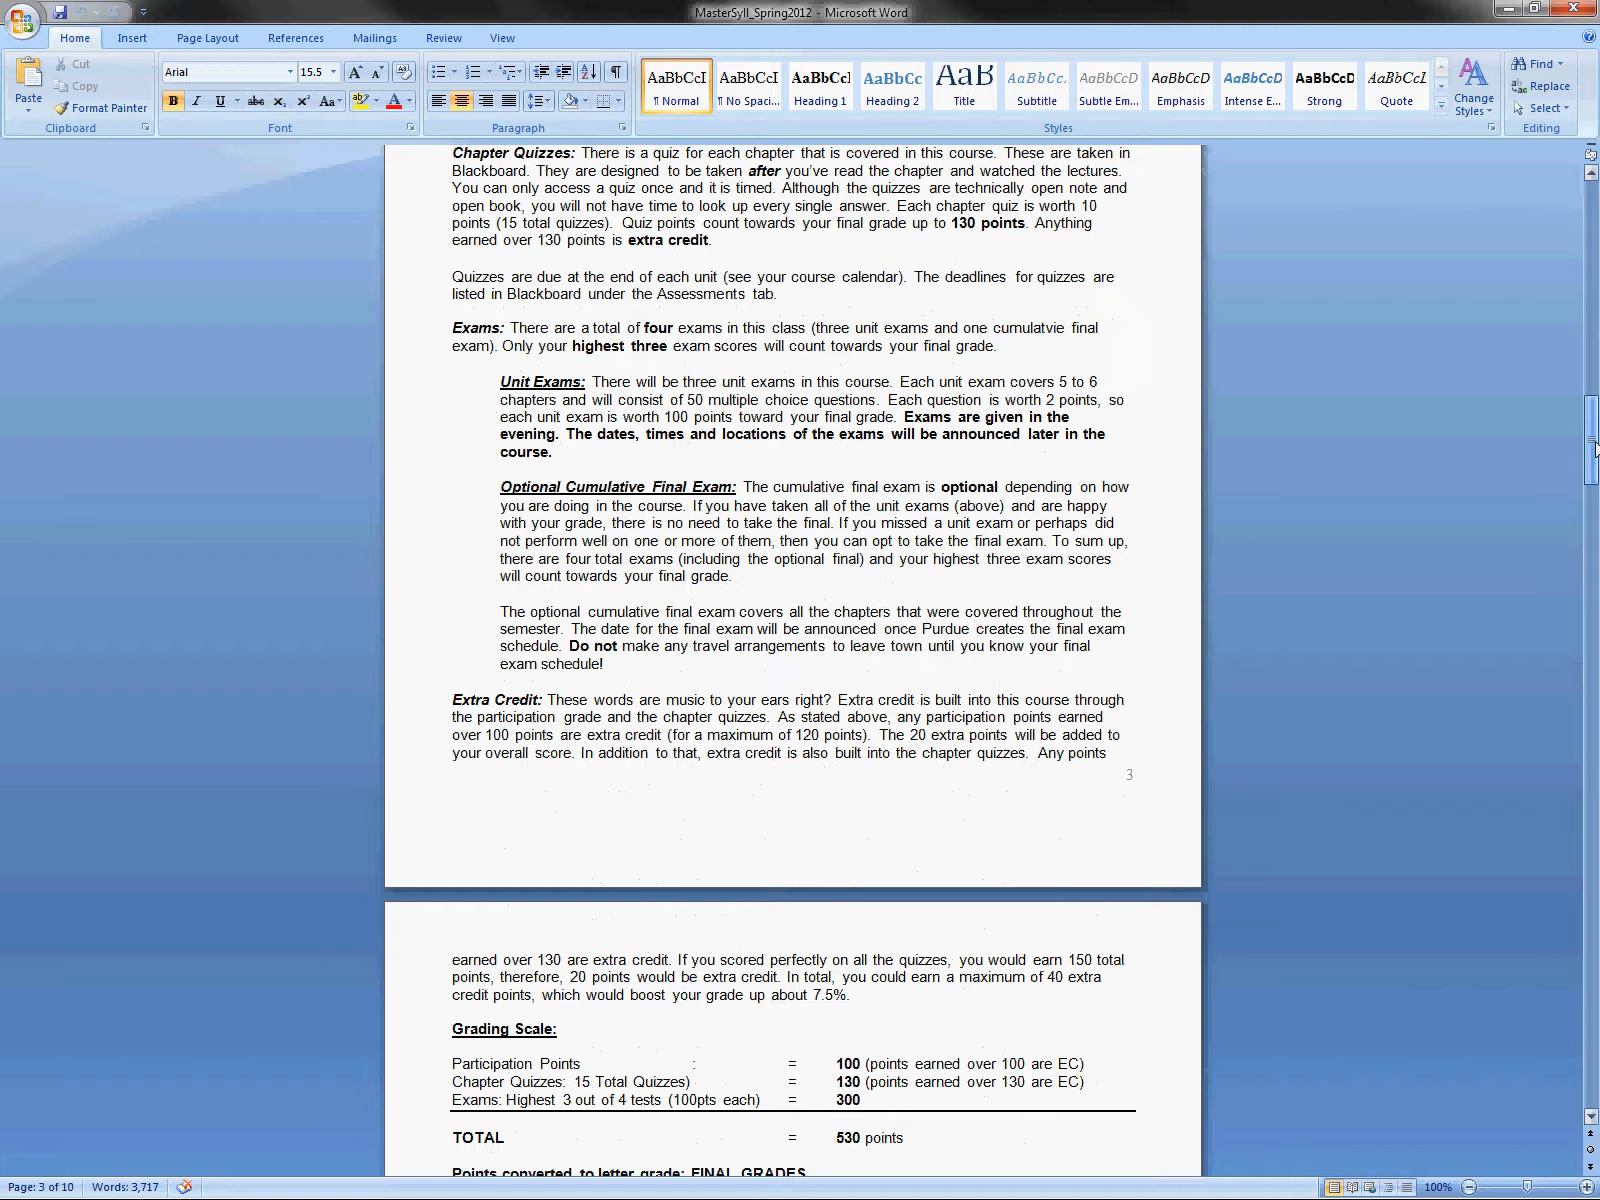 MasterSyll_Spring2012 - Microsoft Word
Home Insert Page Layout References Mailings Review View
Paste
Cut
Copy
Format Painter
Clipboard
Arial 15.5
B I U abc x₂ x² Aa
Font
Paragraph
AaBbCcI AaBbCcI AaBbCcI AaBbCc AaB AaBbCc. AaBbCcD AaBbCcD AaBbCcD AaBbCcD AaBbCcL
¶ Normal ¶ No Spaci... Heading 1 Heading 2 Title Subtitle Subtle Em... Emphasis Intense E... Strong Quote
Change Styles
Styles
Find
Replace
Select
Editing
Chapter Quizzes: There is a quiz for each chapter that is covered in this course. These are taken in
Blackboard. They are designed to be taken after you've read the chapter and watched the lectures.
You can only access a quiz once and it is timed. Although the quizzes are technically open note and
open book, you will not have time to look up every single answer. Each chapter quiz is worth 10
points (15 total quizzes). Quiz points count towards your final grade up to 130 points. Anything
earned over 130 points is extra credit.
Quizzes are due at the end of each unit (see your course calendar). The deadlines for quizzes are
listed in Blackboard under the Assessments tab.
Exams: There are a total of four exams in this class (three unit exams and one cumulatvie final
exam). Only your highest three exam scores will count towards your final grade.
Unit Exams: There will be three unit exams in this course. Each unit exam covers 5 to 6
chapters and will consist of 50 multiple choice questions. Each question is worth 2 points, so
each unit exam is worth 100 points toward your final grade. Exams are given in the
evening. The dates, times and locations of the exams will be announced later in the
course.
Optional Cumulative Final Exam: The cumulative final exam is optional depending on how
you are doing in the course. If you have taken all of the unit exams (above) and are happy
with your grade, there is no need to take the final. If you missed a unit exam or perhaps did
not perform well on one or more of them, then you can opt to take the final exam. To sum up,
there are four total exams (including the optional final) and your highest three exam scores
will count towards your final grade.
The optional cumulative final exam covers all the chapters that were covered throughout the
semester. The date for the final exam will be announced once Purdue creates the final exam
schedule. Do not make any travel arrangements to leave town until you know your final
exam schedule!
Extra Credit: These words are music to your ears right? Extra credit is built into this course through
the participation grade and the chapter quizzes. As stated above, any participation points earned
over 100 points are extra credit (for a maximum of 120 points). The 20 extra points will be added to
your overall score. In addition to that, extra credit is also built into the chapter quizzes. Any points
3
earned over 130 are extra credit. If you scored perfectly on all the quizzes, you would earn 150 total
points, therefore, 20 points would be extra credit. In total, you could earn a maximum of 40 extra
credit points, which would boost your grade up about 7.5%.
Grading Scale:
Participation Points : = 100 (points earned over 100 are EC)
Chapter Quizzes: 15 Total Quizzes) = 130 (points earned over 130 are EC)
Exams: Highest 3 out of 4 tests (100pts each) = 300
TOTAL = 530 points
Points converted to letter grade: FINAL GRADES
Page: 3 of 10 Words: 3,717 100%